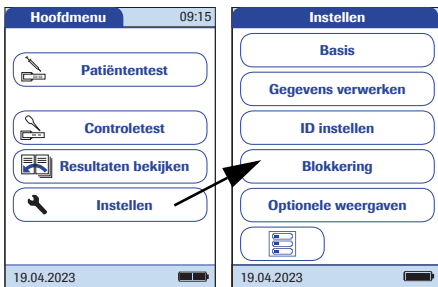 Hoofdmenu 09:15
Patiëntentest
Controletest
Resultaten bekijken
Instellen
19.04.2023
Instellen
Basis
Gegevens verwerken
ID instellen
Blokkering
Optionele weergaven
19.04.2023